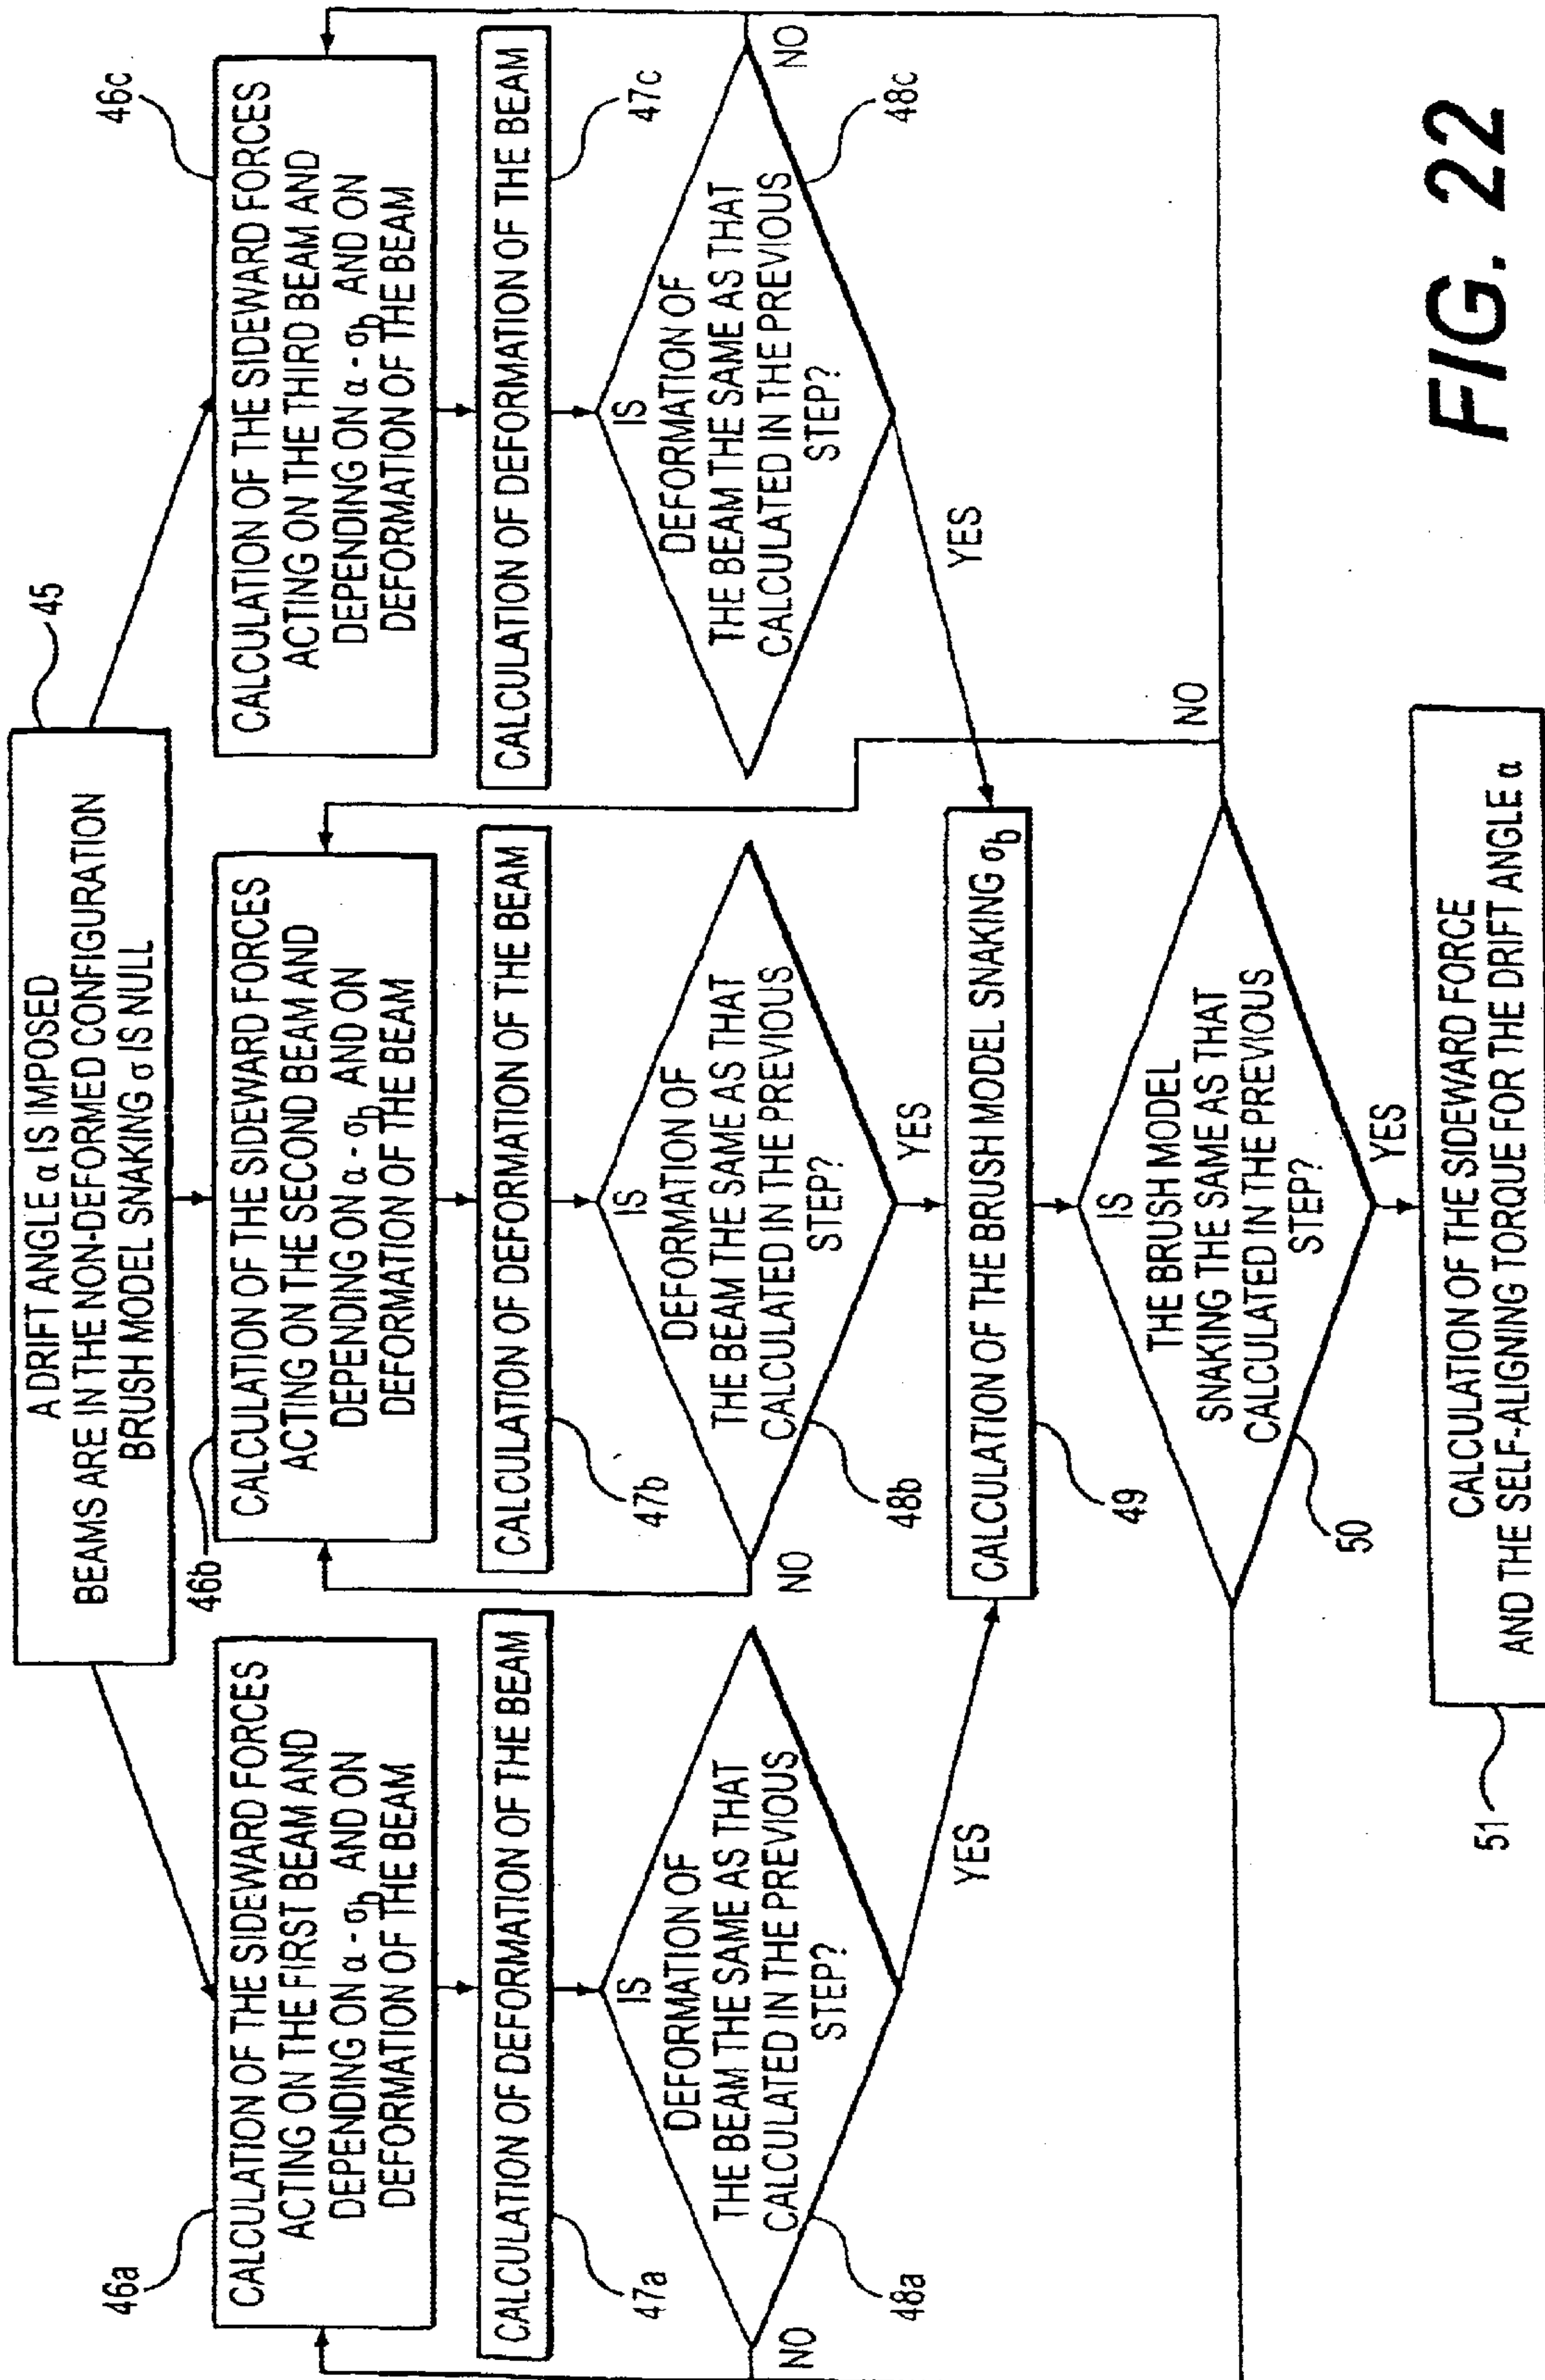 A DRIFT ANGLE α IS IMPOSED
BEAMS ARE IN THE NON-DEFORMED CONFIGURATION
BRUSH MODEL SNAKING σ IS NULL
45
46a
CALCULATION OF THE SIDEWARD FORCES
ACTING ON THE FIRST BEAM AND
DEPENDING ON α - σb AND ON
DEFORMATION OF THE BEAM
46b
CALCULATION OF THE SIDEWARD FORCES
ACTING ON THE SECOND BEAM AND
DEPENDING ON α - σb AND ON
DEFORMATION OF THE BEAM
46c
CALCULATION OF THE SIDEWARD FORCES
ACTING ON THE THIRD BEAM AND
DEPENDING ON α - σb AND ON
DEFORMATION OF THE BEAM
CALCULATION OF DEFORMATION OF THE BEAM
47a
CALCULATION OF DEFORMATION OF THE BEAM
47b
CALCULATION OF DEFORMATION OF THE BEAM
47c
IS
DEFORMATION OF
THE BEAM THE SAME AS THAT
CALCULATED IN THE PREVIOUS
STEP?
NO
48a
YES
IS
DEFORMATION OF
THE BEAM THE SAME AS THAT
CALCULATED IN THE PREVIOUS
STEP?
NO
48b
YES
IS
DEFORMATION OF
THE BEAM THE SAME AS THAT
CALCULATED IN THE PREVIOUS
STEP?
NO
48c
YES
CALCULATION OF THE BRUSH MODEL SNAKING σb
49
IS
THE BRUSH MODEL
SNAKING THE SAME AS THAT
CALCULATED IN THE PREVIOUS
STEP?
NO
50
YES
CALCULATION OF THE SIDEWARD FORCE
AND THE SELF-ALIGNING TORQUE FOR THE DRIFT ANGLE α
51
FIG. 22